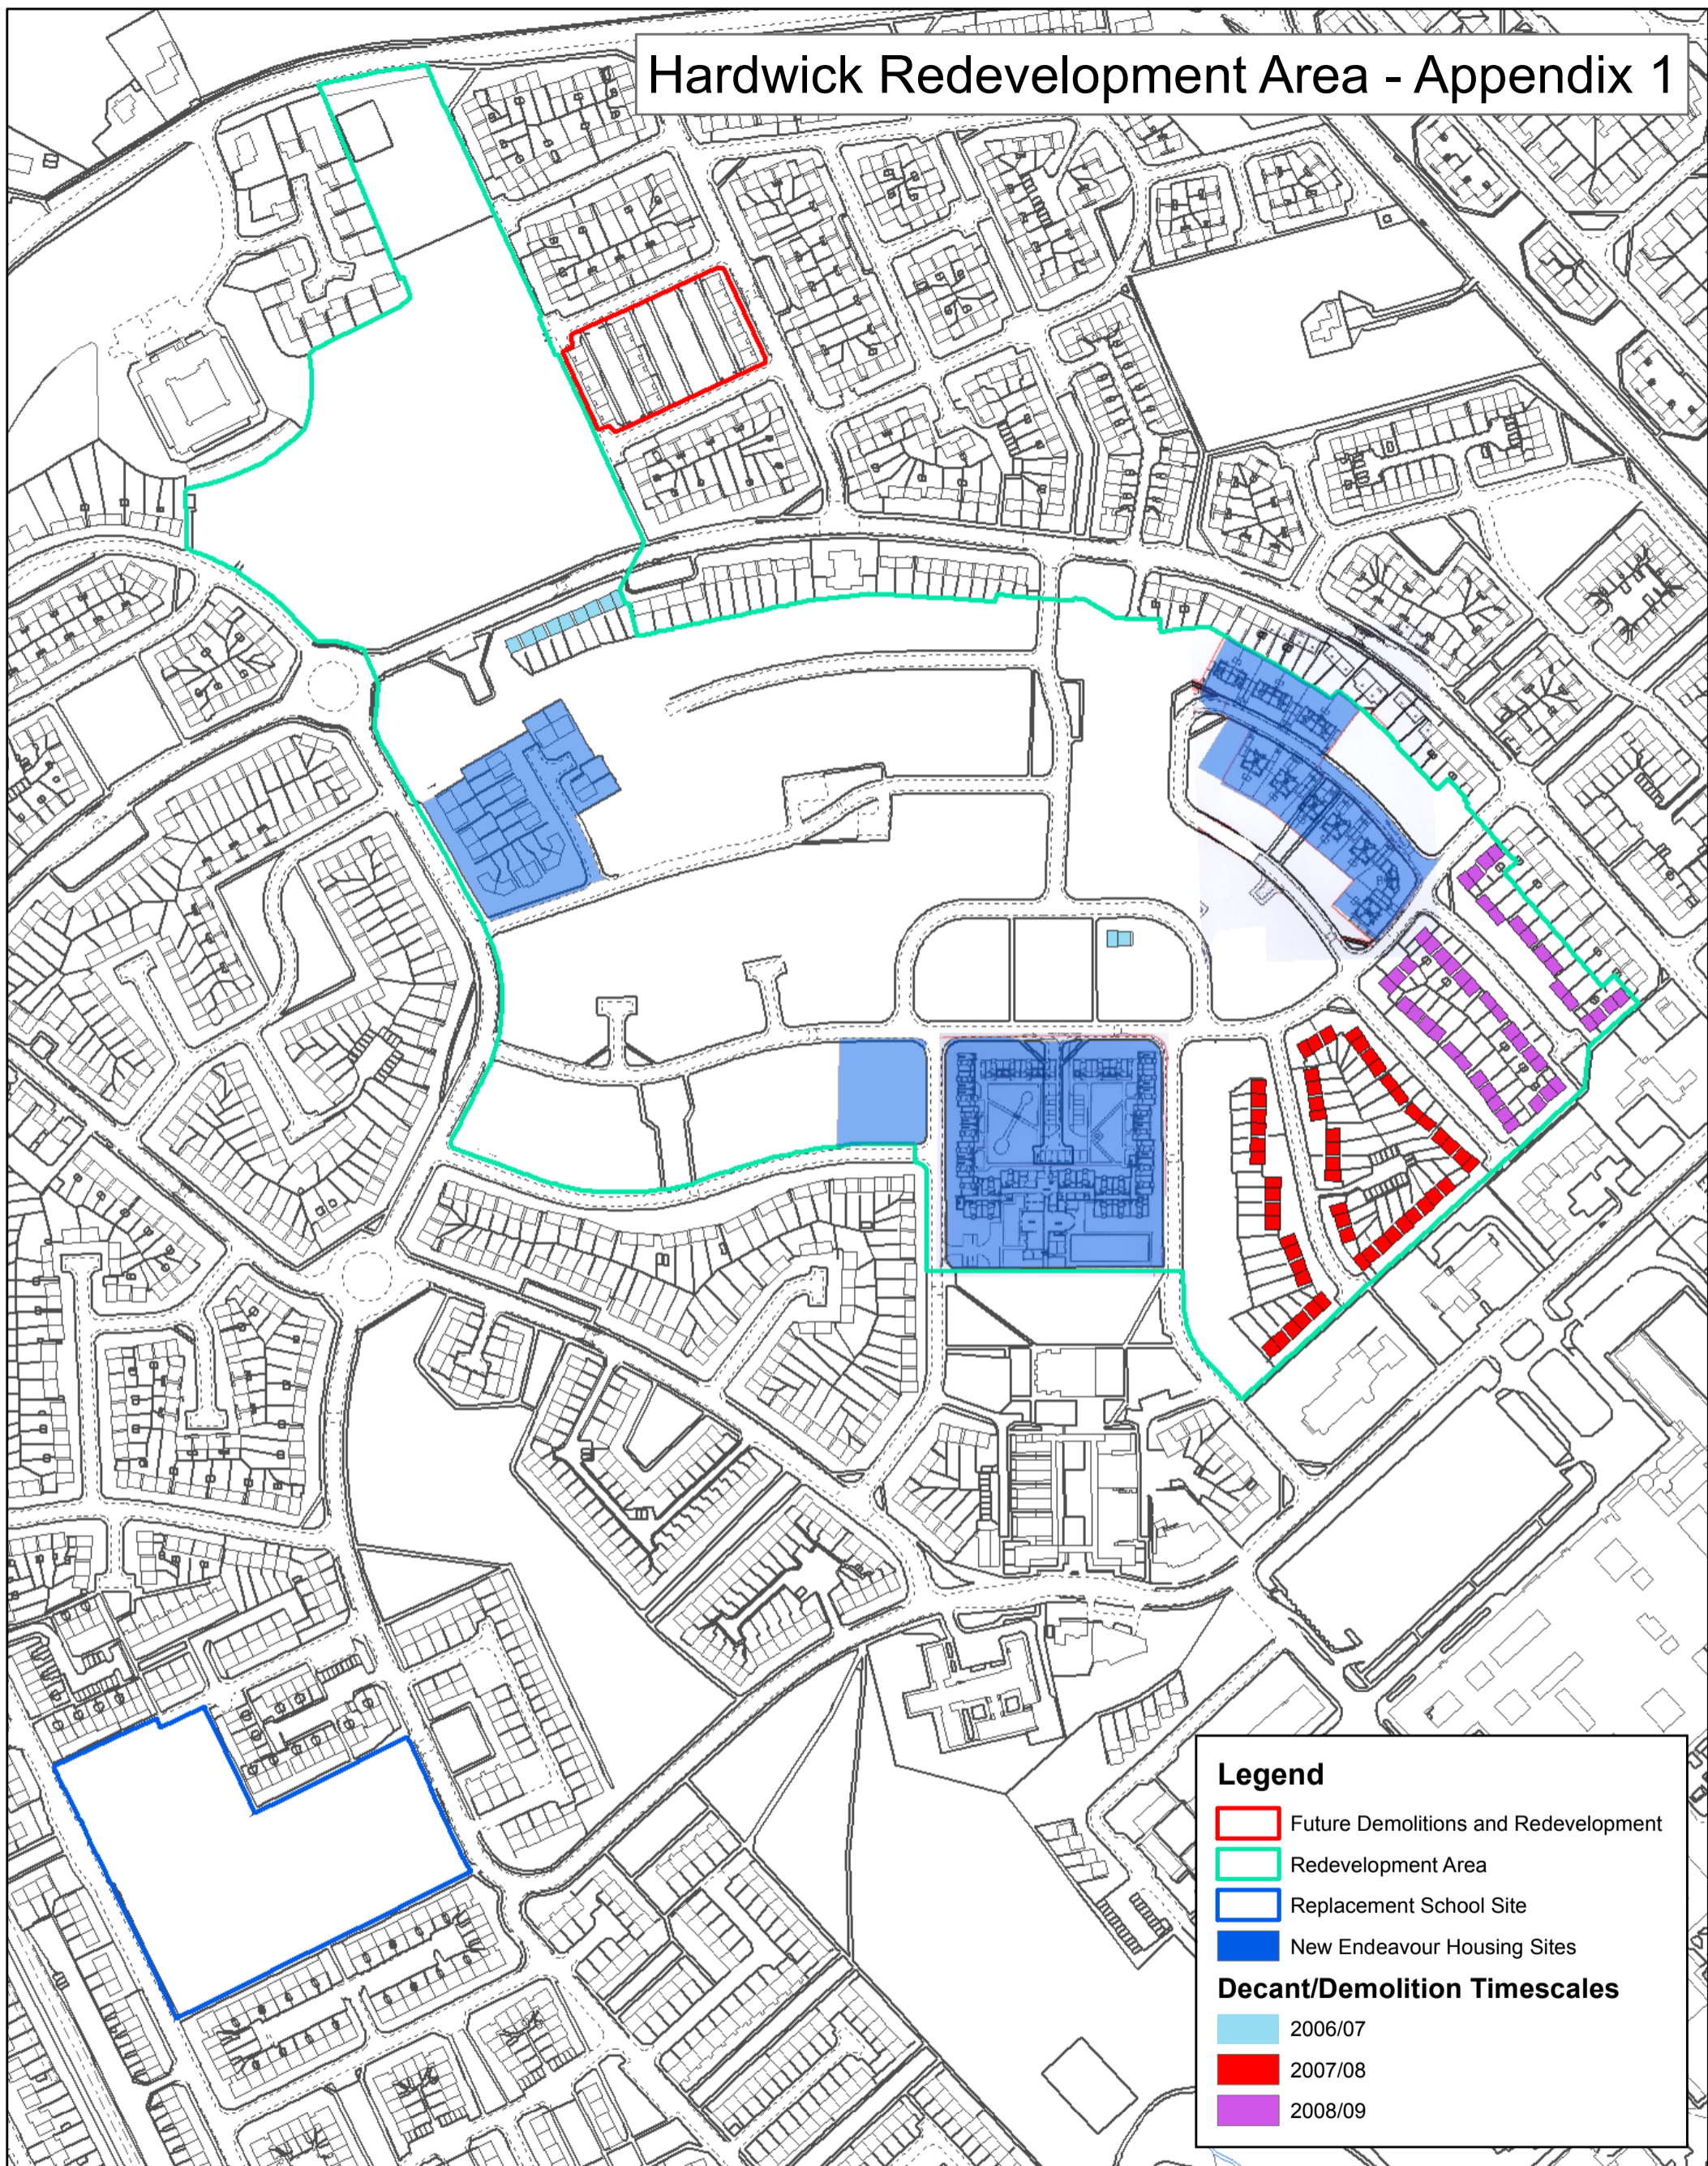 Hardwick Redevelopment Area - Appendix 1
Legend
Future Demolitions and Redevelopment
Redevelopment Area
Replacement School Site
New Endeavour Housing Sites
Decant/Demolition Timescales
2006/07
2007/08
2008/09